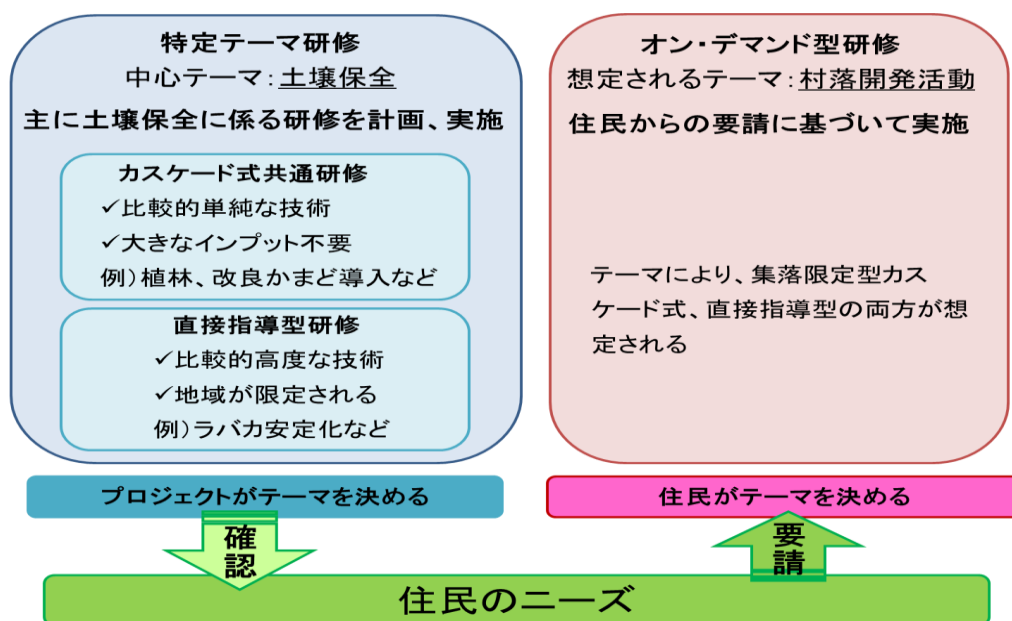 特定テーマ研修
中心テーマ：土壌保全
主に土壌保全に係る研修を計画、実施
カスケード式共通研修
✓比較的単純な技術
✓大きなインプット不要
例）植林、改良かまど導入など
直接指導型研修
✓比較的高度な技術
✓地域が限定される
例）ラバカ安定化など
プロジェクトがテーマを決める
オン・デマンド型研修
想定されるテーマ：村落開発活動
住民からの要請に基づいて実施
テーマにより、集落限定型カス
ケード式、直接指導型の両方が想
定される
住民がテーマを決める
確
認
要
請
住民のニーズ